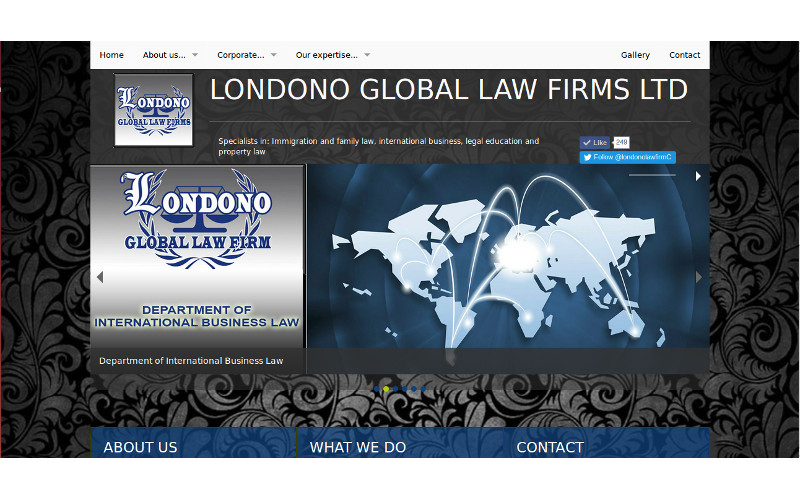 Home About us... Corporate... Our expertise... Gallery Contact
LONDONO
GLOBAL LAW FIRMS
LONDONO GLOBAL LAW FIRMS LTD
Specialists in: Immigration and family law, international business, legal education and
property law
Like 249
Follow @londonolawfirmC
LONDONO
GLOBAL LAW FIRM
DEPARTMENT OF
INTERNATIONAL BUSINESS LAW
Department of International Business Law
ABOUT US WHAT WE DO CONTACT